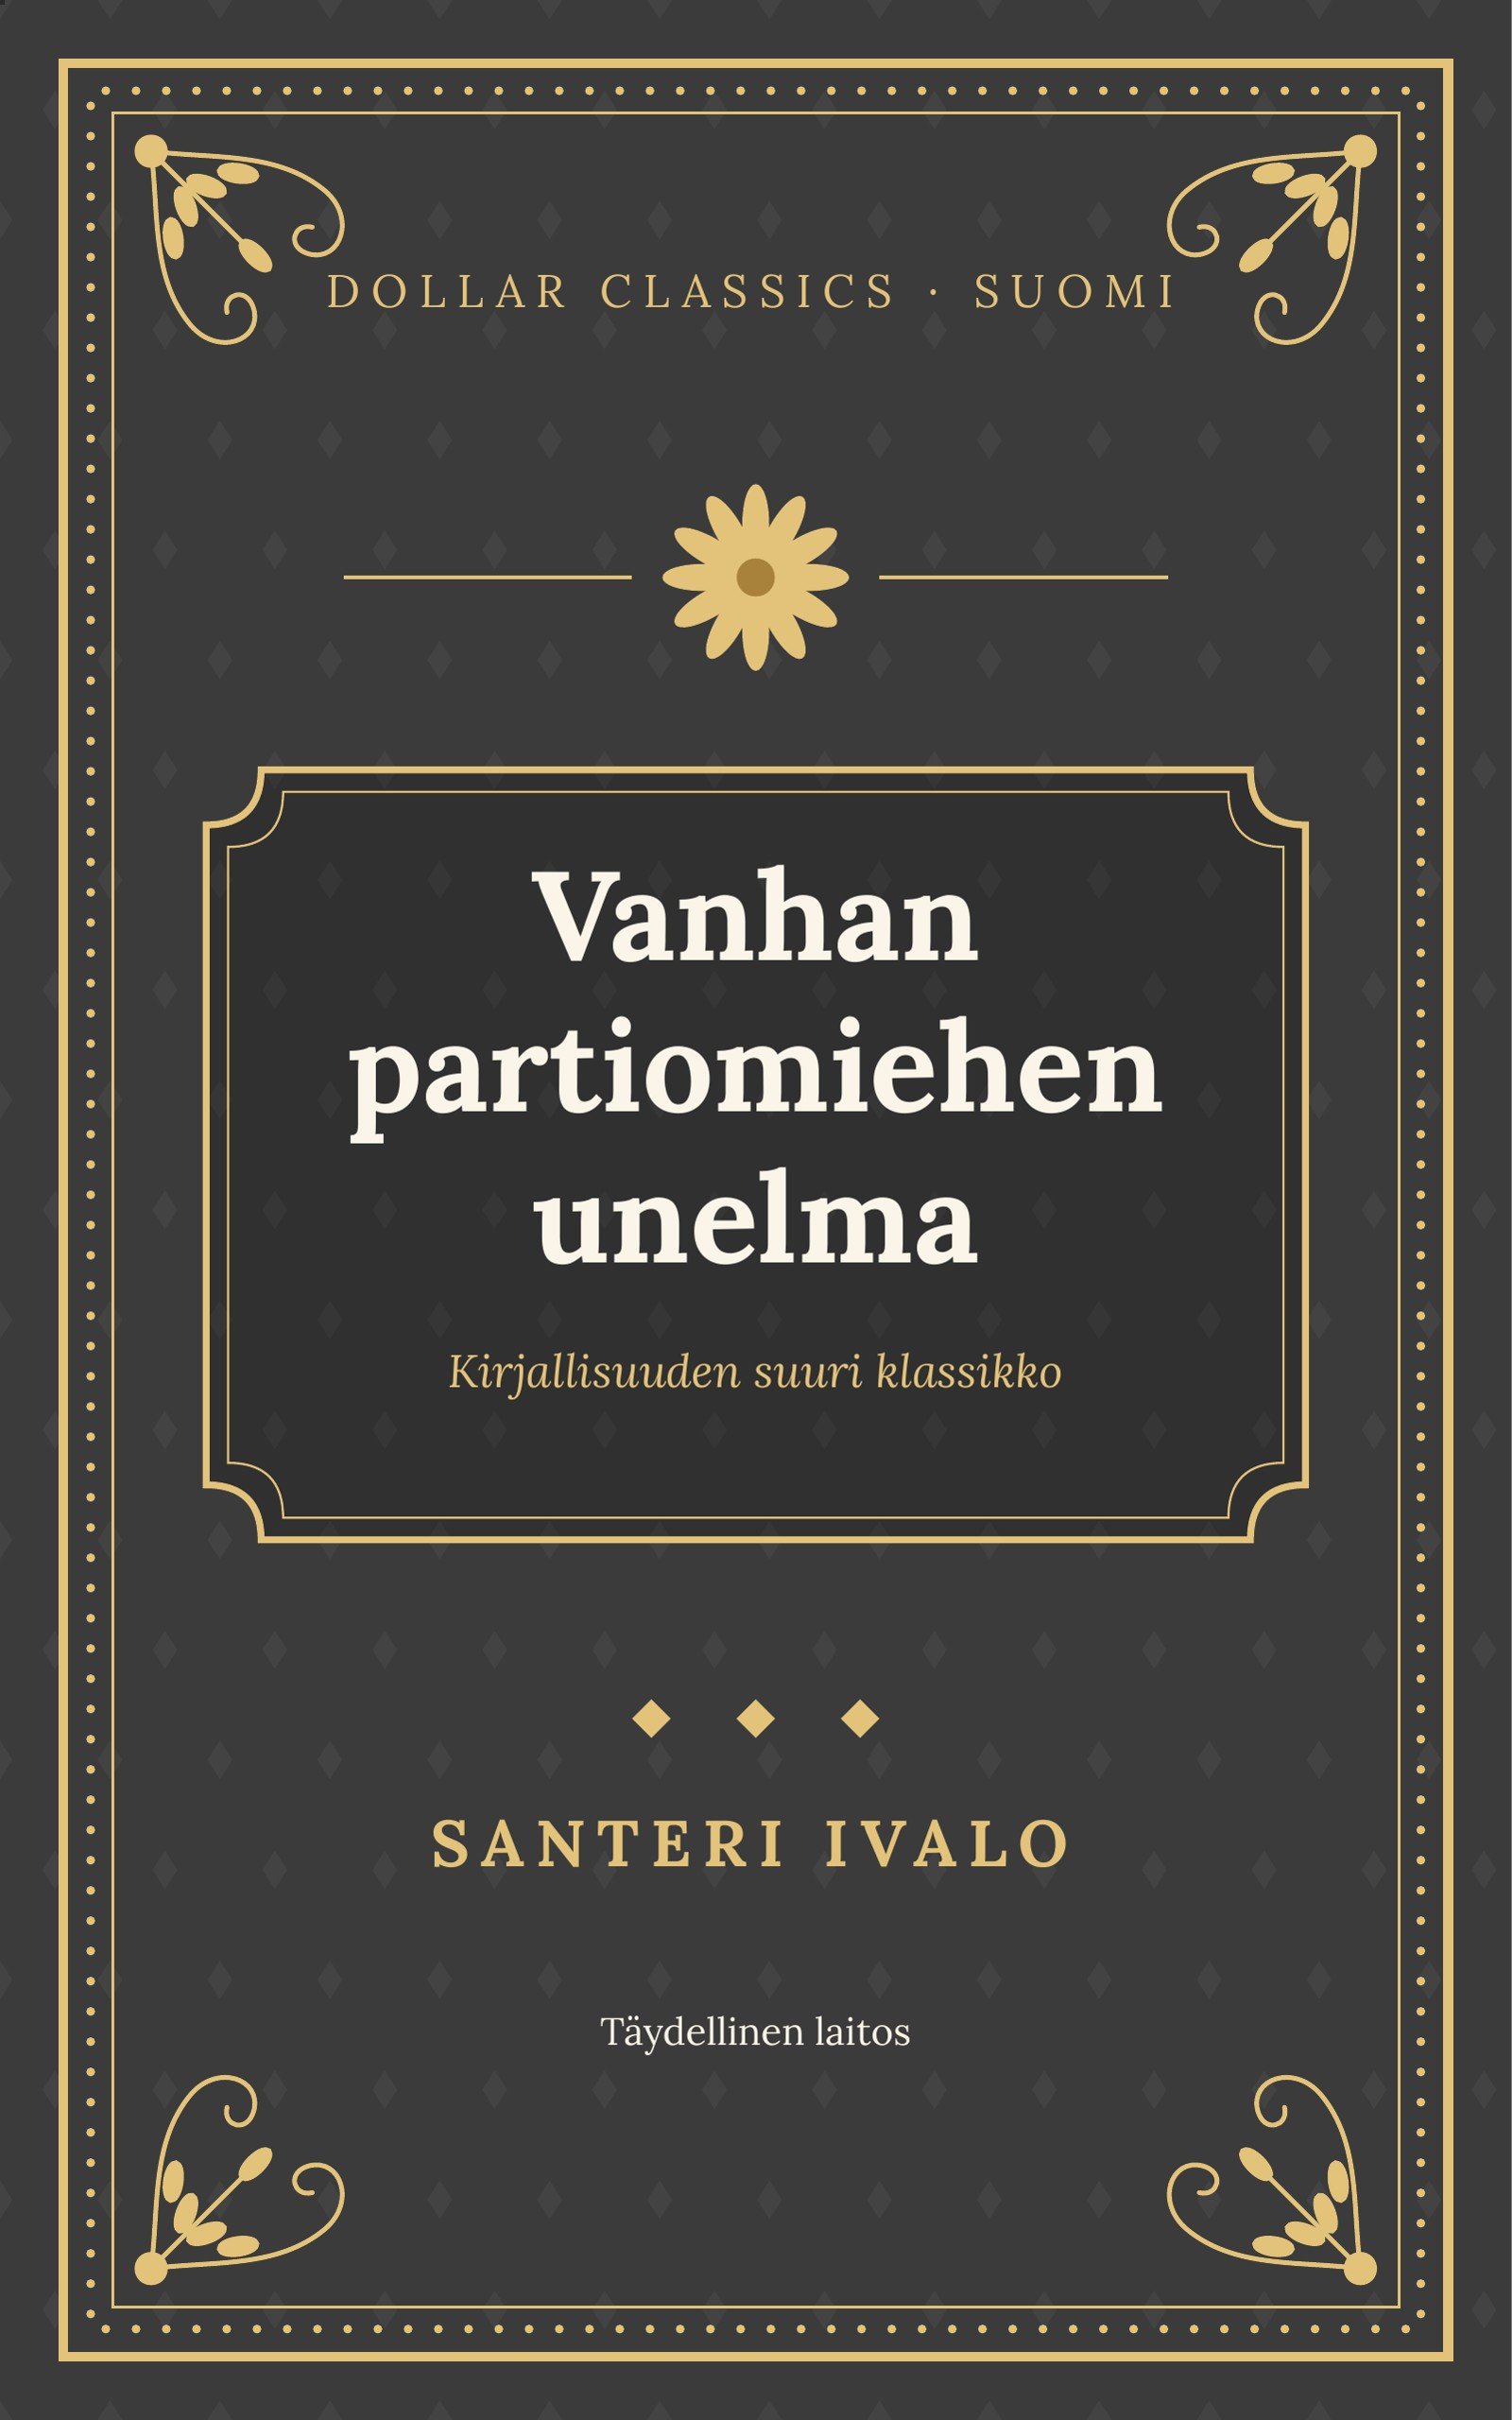 DOLLAR CLASSICS · SUOMI
Vanhan
partiomiehen
unelma
Kirjallisuuden suuri klassikko
SANTERI IVALO
Täydellinen laitos